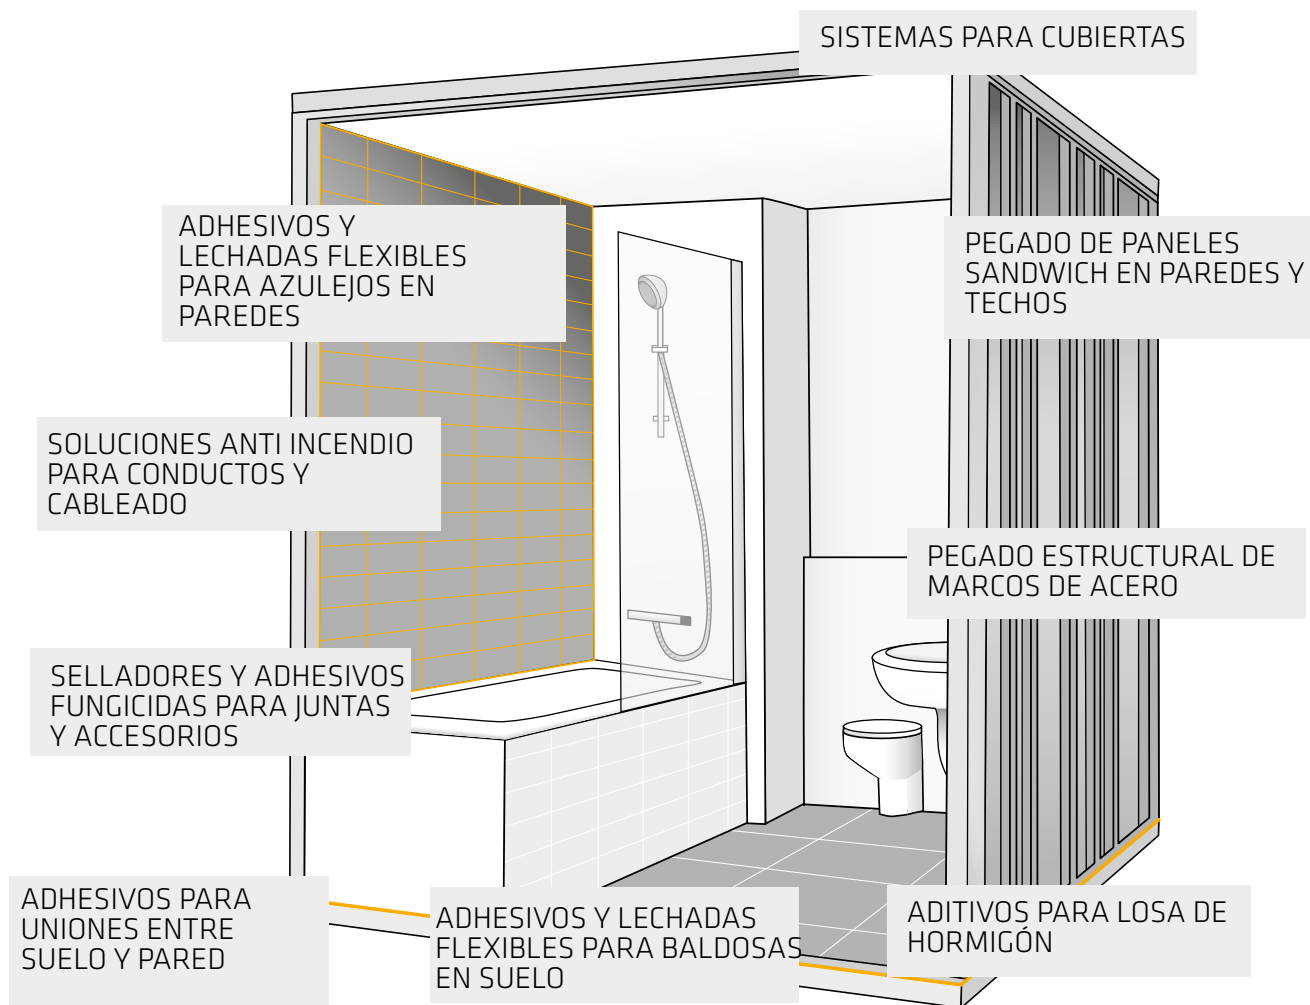 SISTEMAS PARA CUBIERTAS
ADHESIVOS Y
LECHADAS FLEXIBLES
PARA AZULEJOS EN
PAREDES
PEGADO DE PANELES
SANDWICH EN PAREDES Y
TECHOS
SOLUCIONES ANTI INCENDIO
PARA CONDUCTOS Y
CABLEADO
PEGADO ESTRUCTURAL DE
MARCOS DE ACERO
SELLADORES Y ADHESIVOS
FUNGICIDAS PARA JUNTAS
Y ACCESORIOS
ADHESIVOS PARA
UNIONES ENTRE
SUELO Y PARED
ADHESIVOS Y LECHADAS
FLEXIBLES PARA BALDOSAS
EN SUELO
ADITIVOS PARA LOSA DE
HORMIGÓN